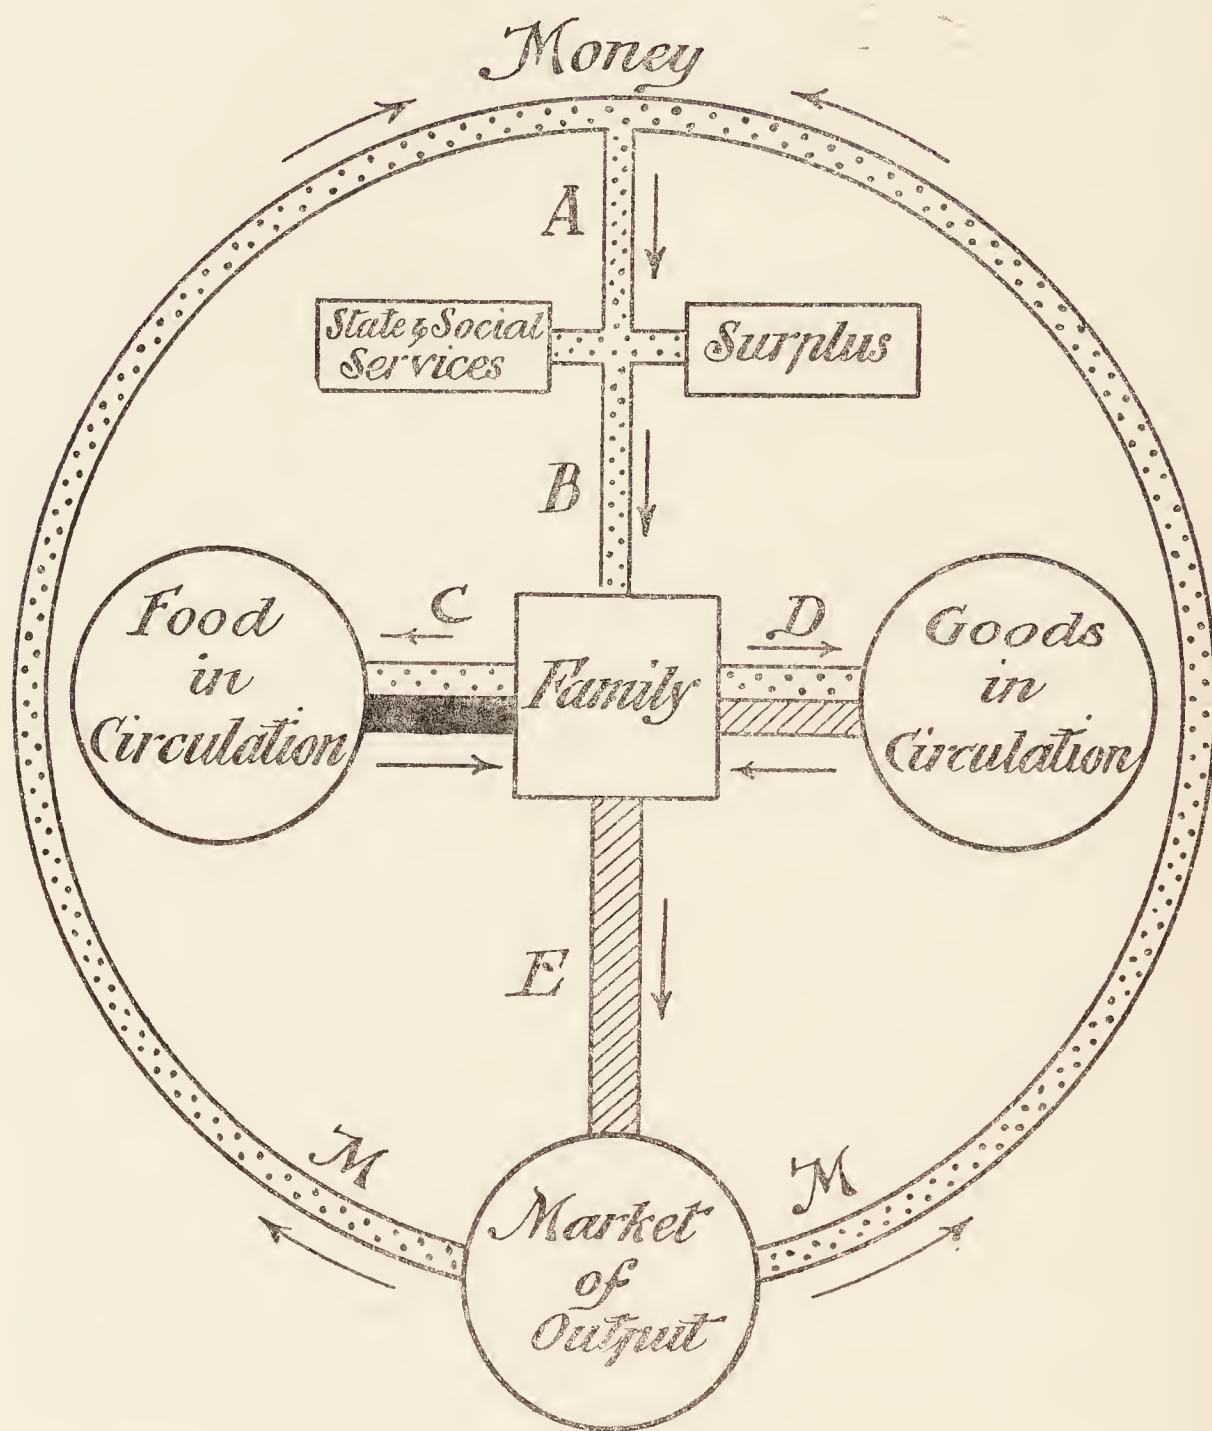 Money
A
State & Social
Services
Surplus
B
C
D
Food
in
Circulation
Family
Goods
in
Circulation
E
M
M
Market
of
Output